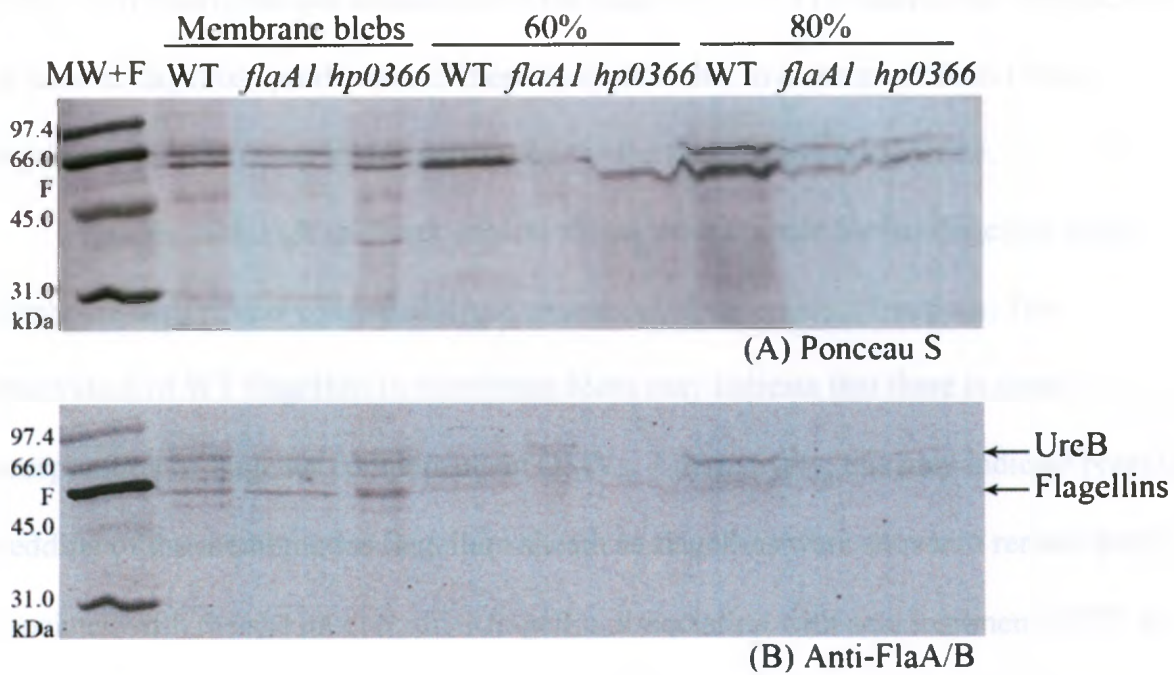 Membrane blebs 60% 80%
MW+F WT flaA1 hp0366 WT flaA1 hp0366 WT flaA1 hp0366
97.4
66.0
F
45.0
31.0
kDa
(A) Ponceau S
97.4
66.0
F
45.0
31.0
kDa
UreB
Flagellins
(B) Anti-FlaA/B